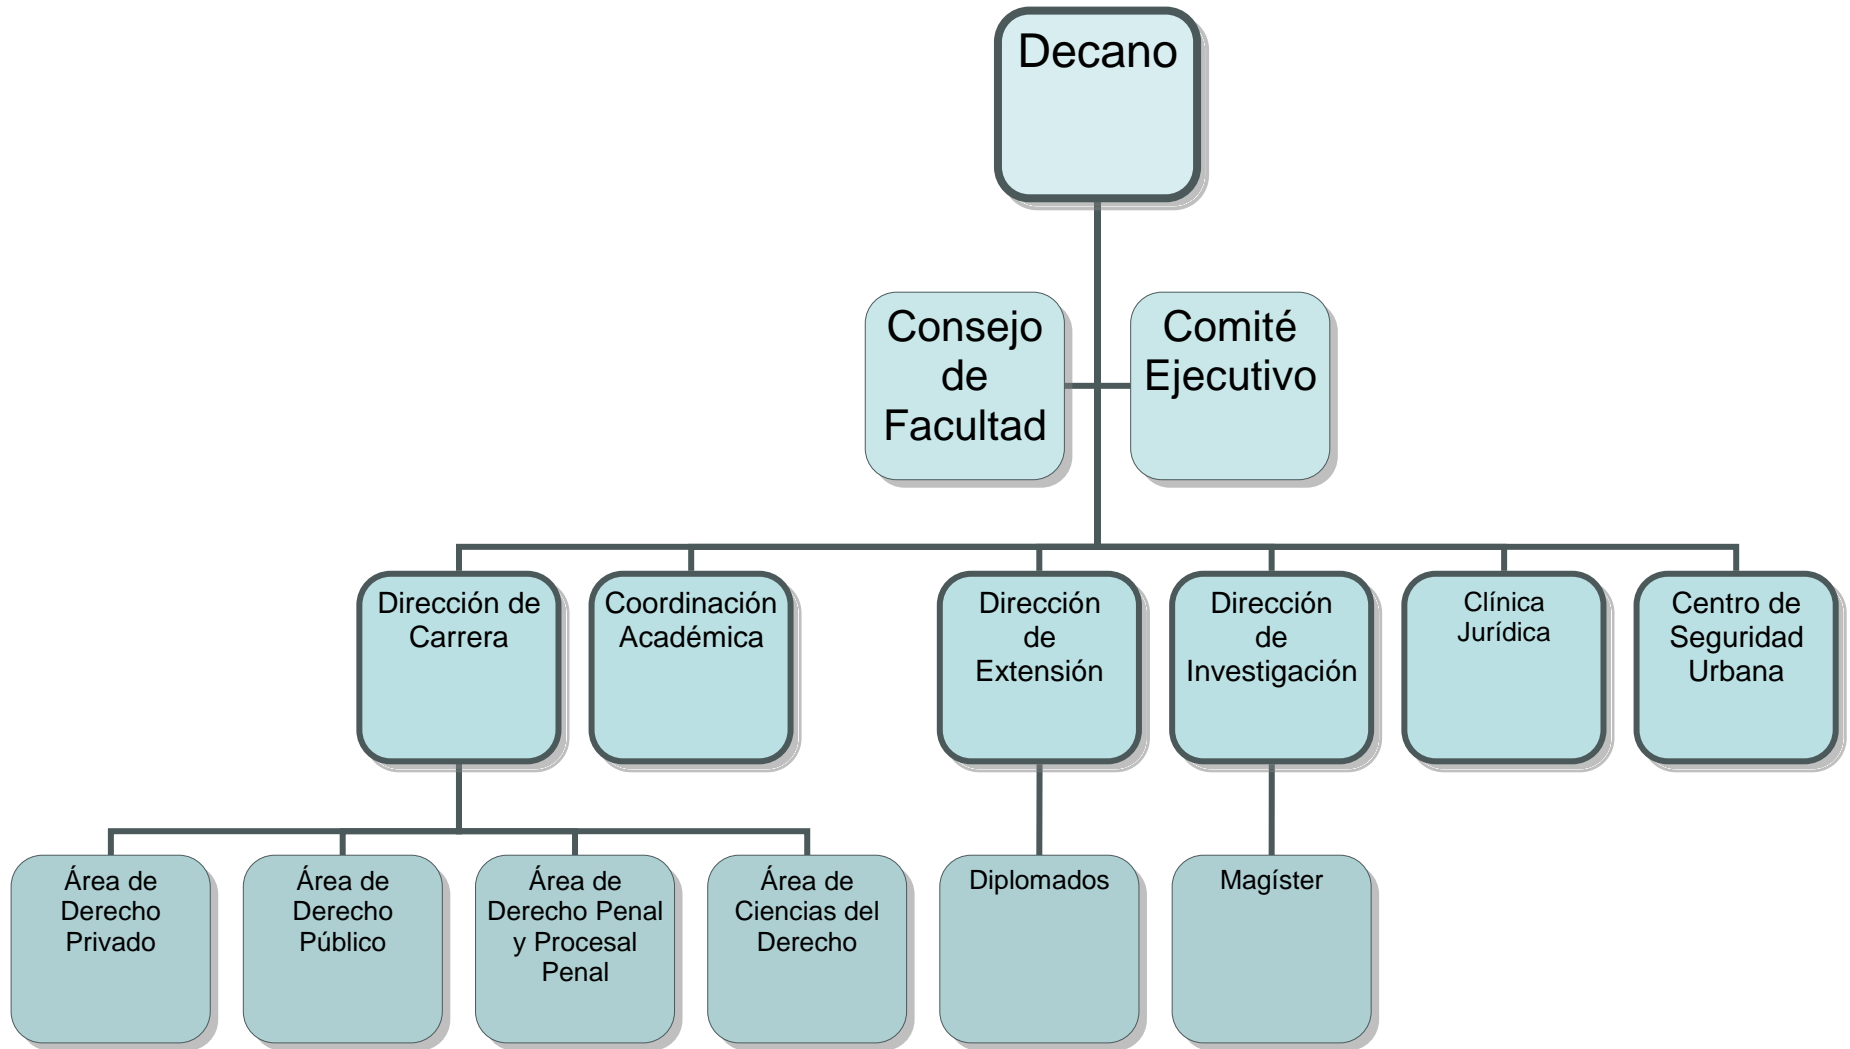 Decano
Consejo
de
Facultad
Comité
Ejecutivo
Dirección de
Carrera
Coordinación
Académica
Dirección
de
Extensión
Dirección
de
Investigación
Clínica
Jurídica
Centro de
Seguridad
Urbana
Área de
Derecho
Privado
Área de
Derecho
Público
Área de
Derecho Penal
y Procesal
Penal
Área de
Ciencias del
Derecho
Diplomados
Magíster